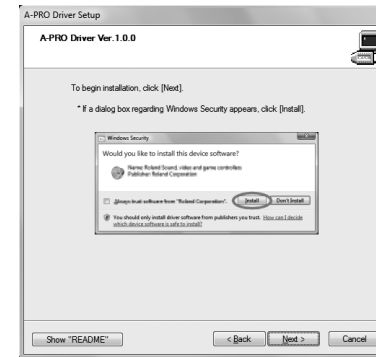 A-PRO Driver Setup
A-PRO Driver Ver.1.0.0
To begin installation, click [Next].
* If a dialog box regarding Windows Security appears, click [Install].
Windows Security
Would you like to install this device software?
Name: Roland Sound, video and game controllers
Publisher: Roland Corporation
Always trust software from "Roland Corporation".
Install
Don't Install
You should only install driver software from publishers you trust. How can I decide
which device software is safe to install?
Show "README"
< Back
Next >
Cancel